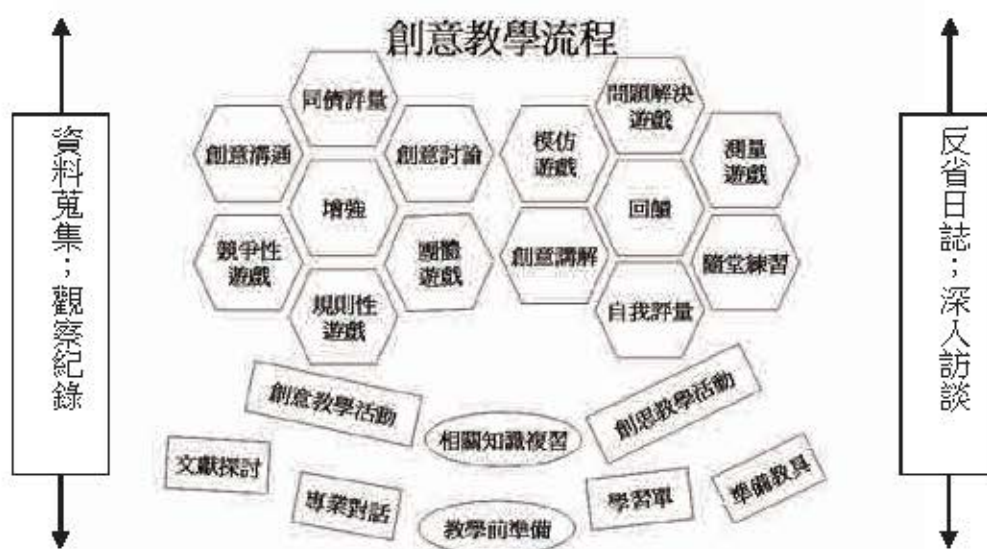 創意教學流程
資料蒐集；觀察紀錄
同儕評量
創意溝通
創意討論
增強
競爭性
遊戲
團體
遊戲
規則性
遊戲
問題解決
遊戲
模仿
遊戲
測量
遊戲
回饋
創意講解
隨堂練習
自我評量
反省日誌；深入訪談
創意教學活動
相關知識複習
創思教學活動
文獻探討
專業對話
教學前準備
學習單
準備教具